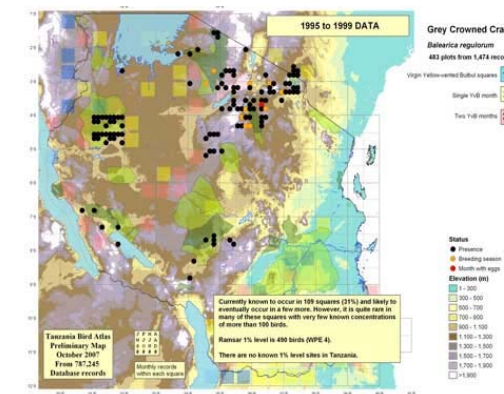 1995 to 1999 DATA
Grey Crowned Cra
Balearica regulorum
483 plots from 1,474 reco
Virgin Yellow-vented Bulbul squares
Single YvB month
Two YvB months
Status
Presence
Breeding season
Month with eggs
Elevation (m)
1 - 300
300 - 500
500 - 700
700 - 900
900 - 1,100
1,100 - 1,300
1,300 - 1,500
1,500 - 1,700
1,700 - 1,900
>1,900
Currently known to occur in 109 squares (31%) and likely to
eventually occur in a few more. However, it is quite rare in
many of these squares with very few known concentrations
of more than 100 birds.
Ramsar 1% level is 490 birds (WPE 4).
There are no known 1% level sites in Tanzania.
Tanzania Bird Atlas
Preliminary Map
October 2007
From 787,245
Database records
Monthly records
within each square